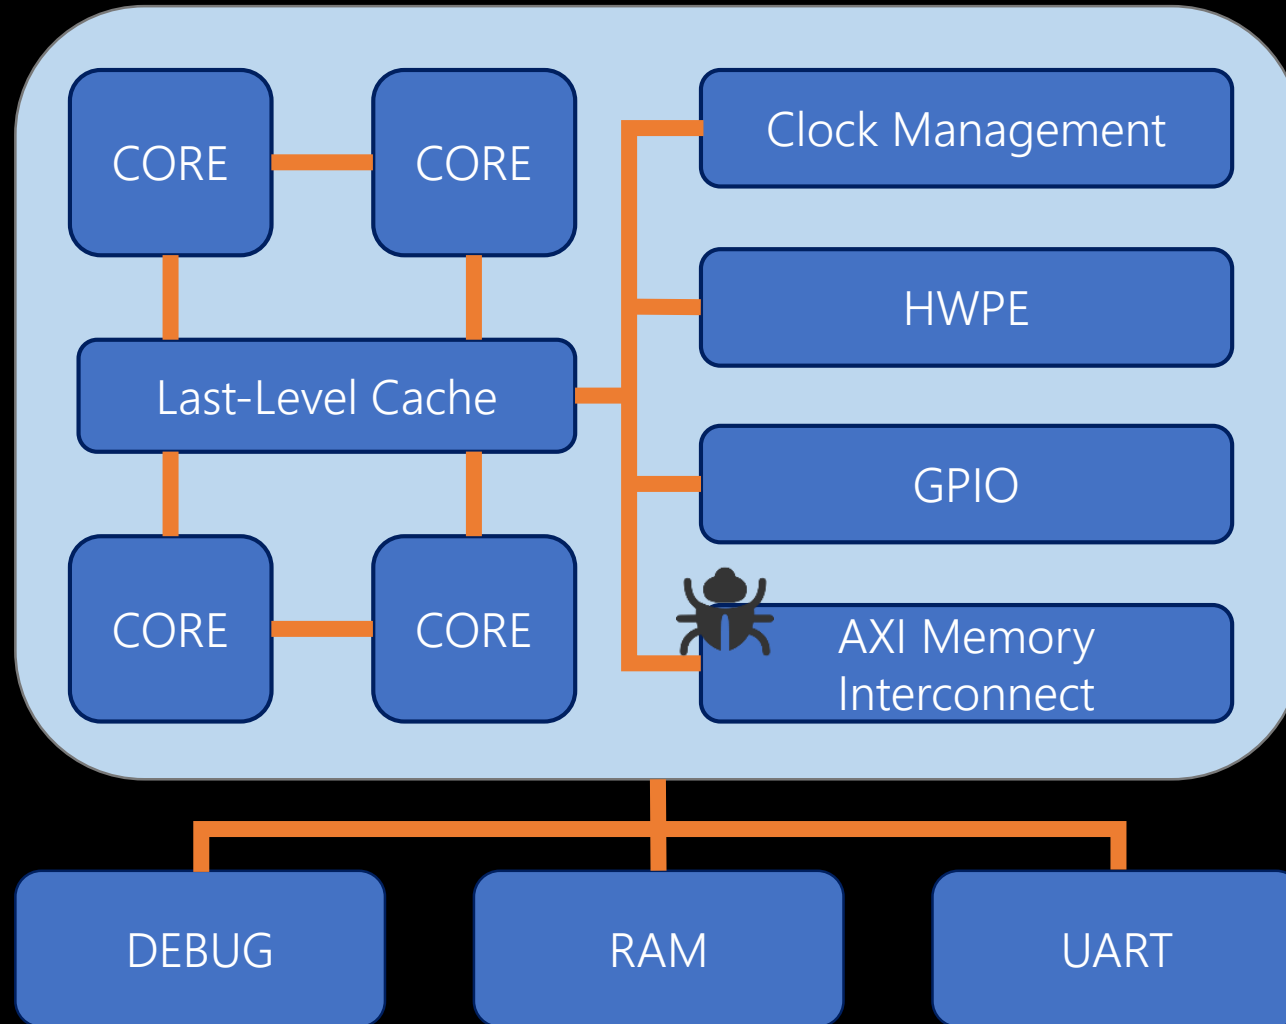 CORE
CORE
Clock Management
HWPE
Last-Level Cache
GPIO
CORE
CORE
AXI Memory
Interconnect
DEBUG
RAM
UART